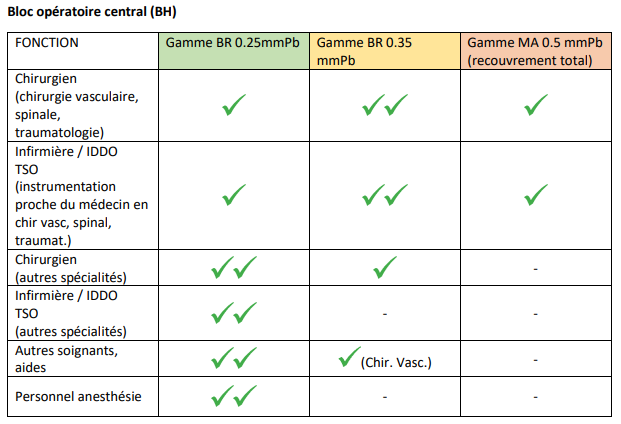 Bloc opératoire central (BH)
FONCTION
Gamme BR 0.25mmPb
Gamme BR 0.35
mmPb
Gamme MA 0.5 mmPb
(recouvrement total)
Chirurgien
(chirurgie vasculaire,
spinale,
traumatologie)
✓
✓✓
✓
Infirmière / IDDO
TSO
(instrumentation
proche du médecin en
chir vasc, spinal,
traumat.)
✓
✓✓
✓
Chirurgien
(autres spécialités)
✓✓
✓
-
Infirmière / IDDO
TSO
(autres spécialités)
✓✓
-
-
Autres soignants,
aides
✓✓
✓(Chir. Vasc.)
-
Personnel anesthésie
✓✓
-
-